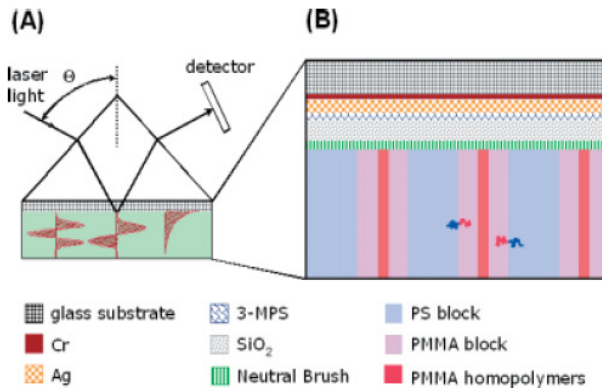 (A)
(B)
laser
light
Θ
detector
glass substrate
3-MPS
PS block
Cr
SiO₂
PMMA block
Ag
Neutral Brush
PMMA homopolymers